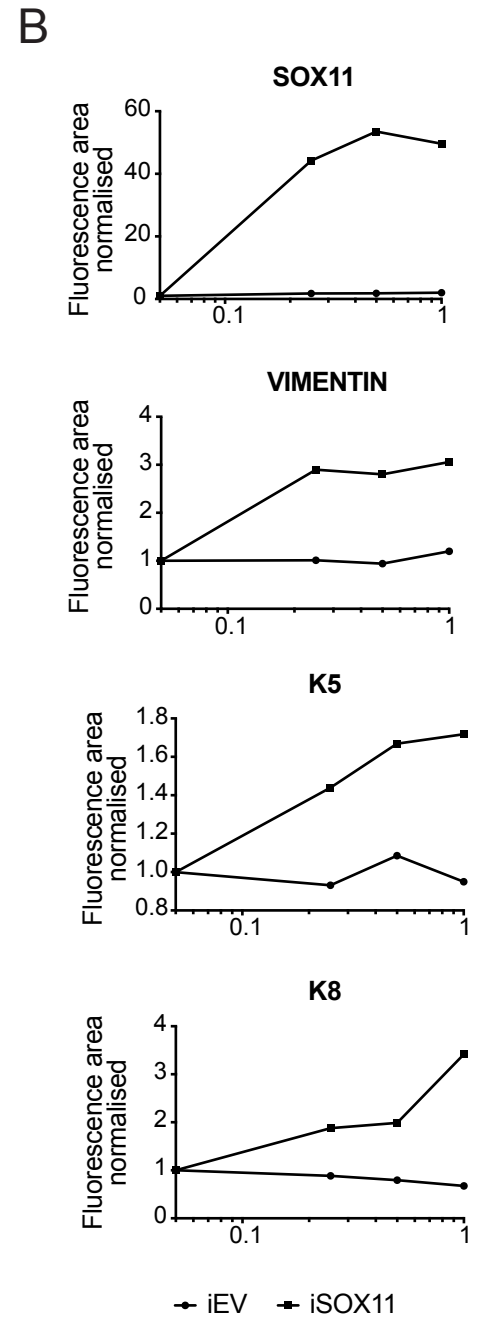 B
SOX11
Fluorescence area
normalised
60
40
20
0
0.1 1
VIMENTIN
Fluorescence area
normalised
4
3
2
1
0
0.1 1
K5
Fluorescence area
normalised
1.8
1.6
1.4
1.2
1.0
0.8
0.1 1
K8
Fluorescence area
normalised
4
3
2
1
0
0.1 1
iEV iSOX11